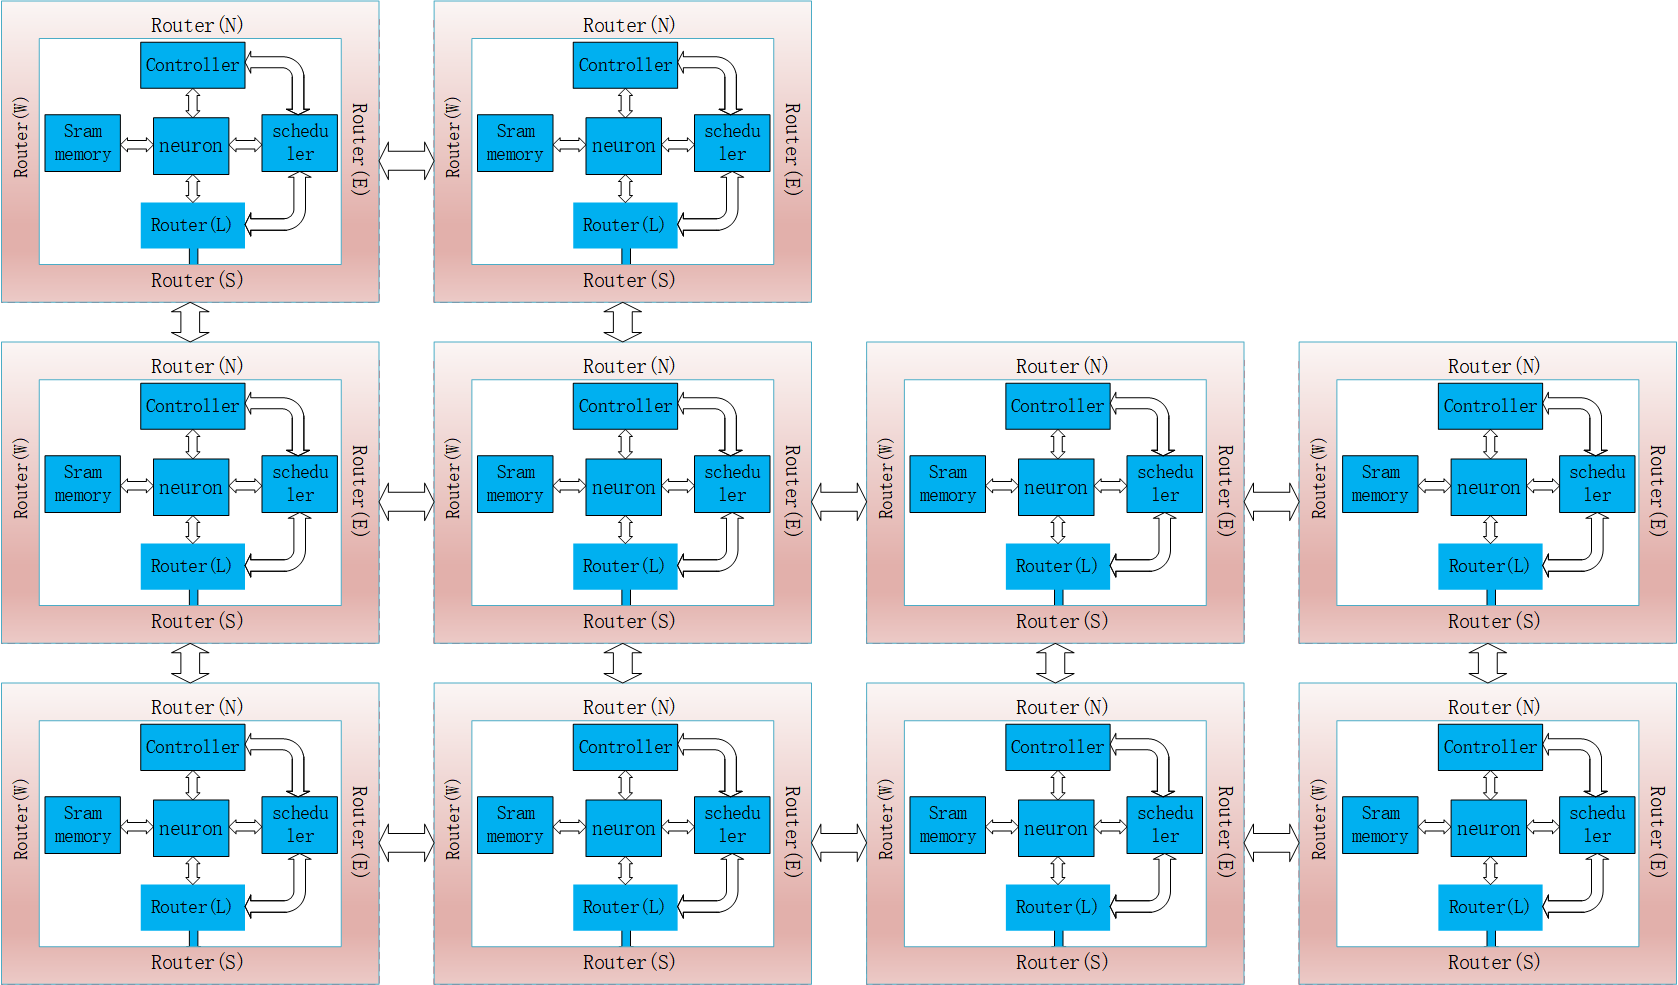 Router(N)
Controller
Router(W)
Sram
memory
neuron
schedu
ler
Router(E)
Router(L)
Router(S)
Router(N)
Controller
Router(W)
Sram
memory
neuron
schedu
ler
Router(E)
Router(L)
Router(S)
Router(N)
Controller
Router(W)
Sram
memory
neuron
schedu
ler
Router(E)
Router(L)
Router(S)
Router(N)
Controller
Router(W)
Sram
memory
neuron
schedu
ler
Router(E)
Router(L)
Router(S)
Router(N)
Controller
Router(W)
Sram
memory
neuron
schedu
ler
Router(E)
Router(L)
Router(S)
Router(N)
Controller
Router(W)
Sram
memory
neuron
schedu
ler
Router(E)
Router(L)
Router(S)
Router(N)
Controller
Router(W)
Sram
memory
neuron
schedu
ler
Router(E)
Router(L)
Router(S)
Router(N)
Controller
Router(W)
Sram
memory
neuron
schedu
ler
Router(E)
Router(L)
Router(S)
Router(N)
Controller
Router(W)
Sram
memory
neuron
schedu
ler
Router(E)
Router(L)
Router(S)
Router(N)
Controller
Router(W)
Sram
memory
neuron
schedu
ler
Router(E)
Router(L)
Router(S)